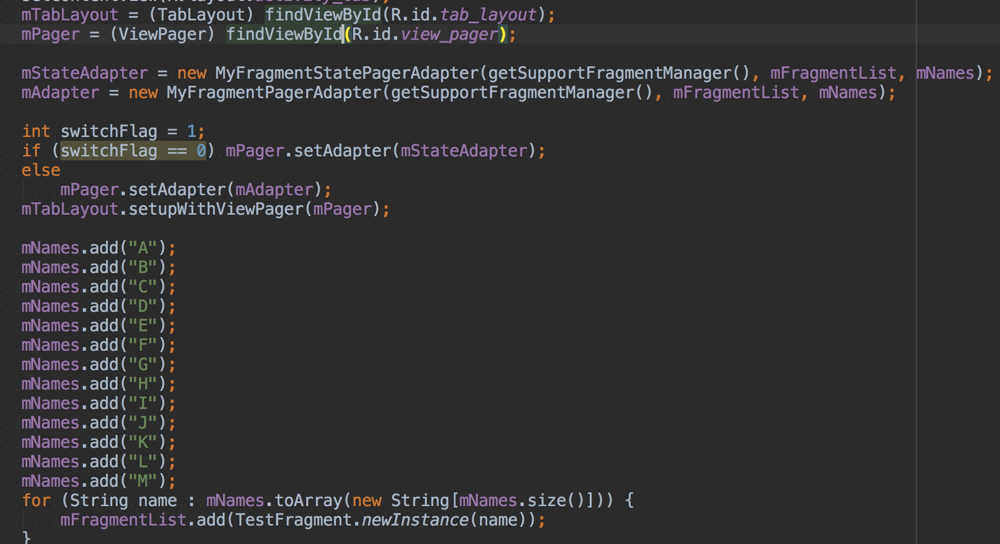 setContentView(R.layout.activity_tab);
mTabLayout = (TabLayout) findViewById(R.id.tab_layout);
mPager = (ViewPager) findViewById(R.id.view_pager);
mStateAdapter = new MyFragmentStatePagerAdapter(getSupportFragmentManager(), mFragmentList, mNames);
mAdapter = new MyFragmentPagerAdapter(getSupportFragmentManager(), mFragmentList, mNames);
int switchFlag = 1;
if (switchFlag == 0) mPager.setAdapter(mStateAdapter);
else
mPager.setAdapter(mAdapter);
mTabLayout.setupWithViewPager(mPager);
mNames.add("A");
mNames.add("B");
mNames.add("C");
mNames.add("D");
mNames.add("E");
mNames.add("F");
mNames.add("G");
mNames.add("H");
mNames.add("I");
mNames.add("J");
mNames.add("K");
mNames.add("L");
mNames.add("M");
for (String name : mNames.toArray(new String[mNames.size()])) {
mFragmentList.add(TestFragment.newInstance(name));
}